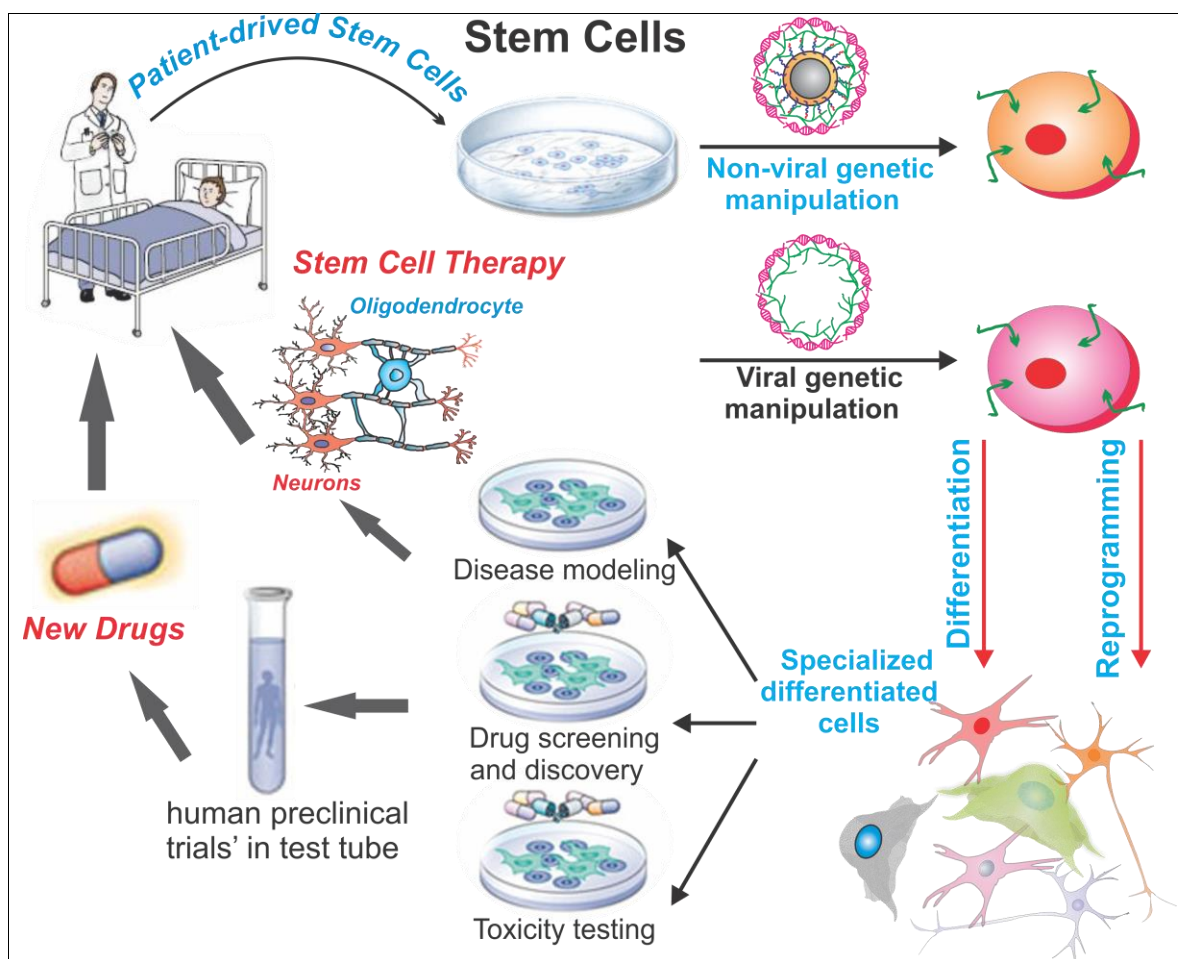 Patient-drived Stem Cells
Stem Cells
Non-viral genetic
manipulation
Stem Cell Therapy
Oligodendrocyte
Neurons
Viral genetic
manipulation
Differentiation
Reprogramming
Disease modeling
New Drugs
Specialized
differentiated
cells
Drug screening
and discovery
human preclinical
trials’ in test tube
Toxicity testing